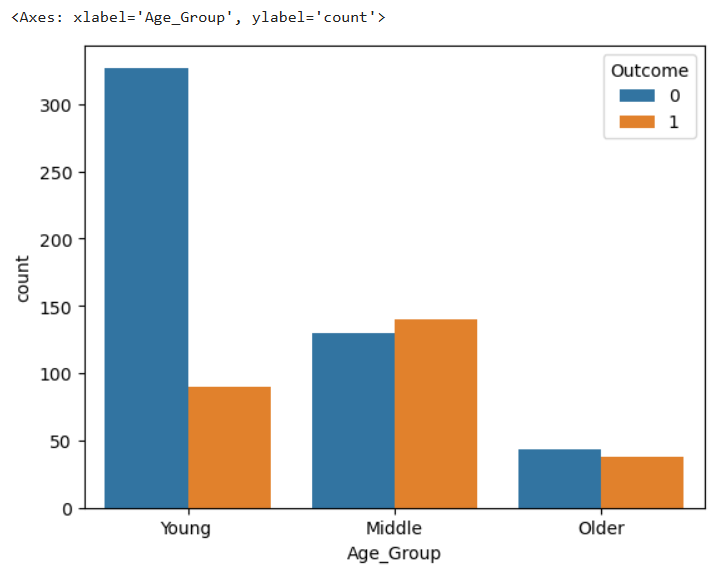 <Axes: xlabel='Age_Group', ylabel='count'>
Outcome
0
1
300
250
200
150
100
50
0
count
Young Middle Older
Age_Group